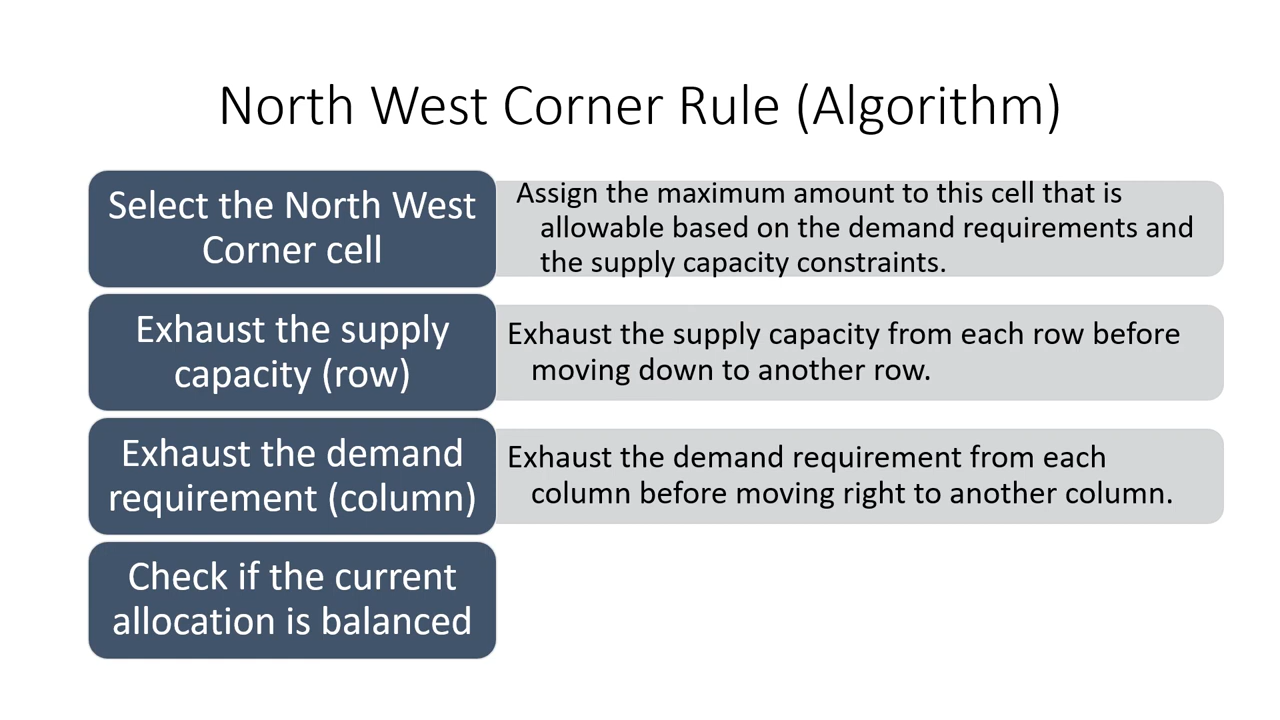 North West Corner Rule (Algorithm)
Select the North West
Corner cell
Assign the maximum amount to this cell that is
allowable based on the demand requirements and
the supply capacity constraints.
Exhaust the supply
capacity (row)
Exhaust the supply capacity from each row before
moving down to another row.
Exhaust the demand
requirement (column)
Exhaust the demand requirement from each
column before moving right to another column.
Check if the current
allocation is balanced